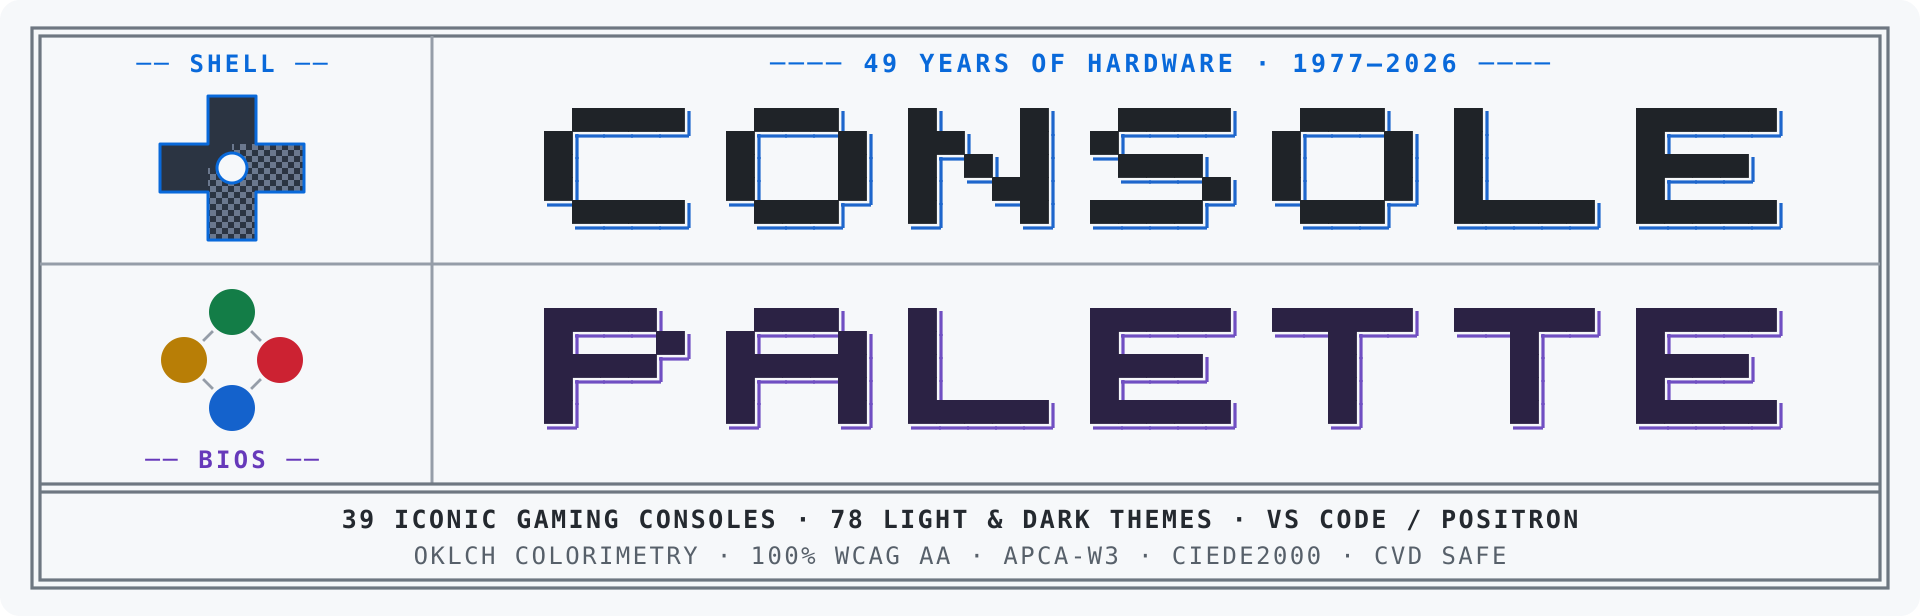 —— SHELL ——
———— 49 YEARS OF HARDWARE · 1977–2026 ————
CONSOLE
PALETTE
—— BIOS ——
39 ICONIC GAMING CONSOLES · 78 LIGHT & DARK THEMES · VS CODE / POSITRON
OKLCH COLORIMETRY · 100% WCAG AA · APCA-W3 · CIEDE2000 · CVD SAFE